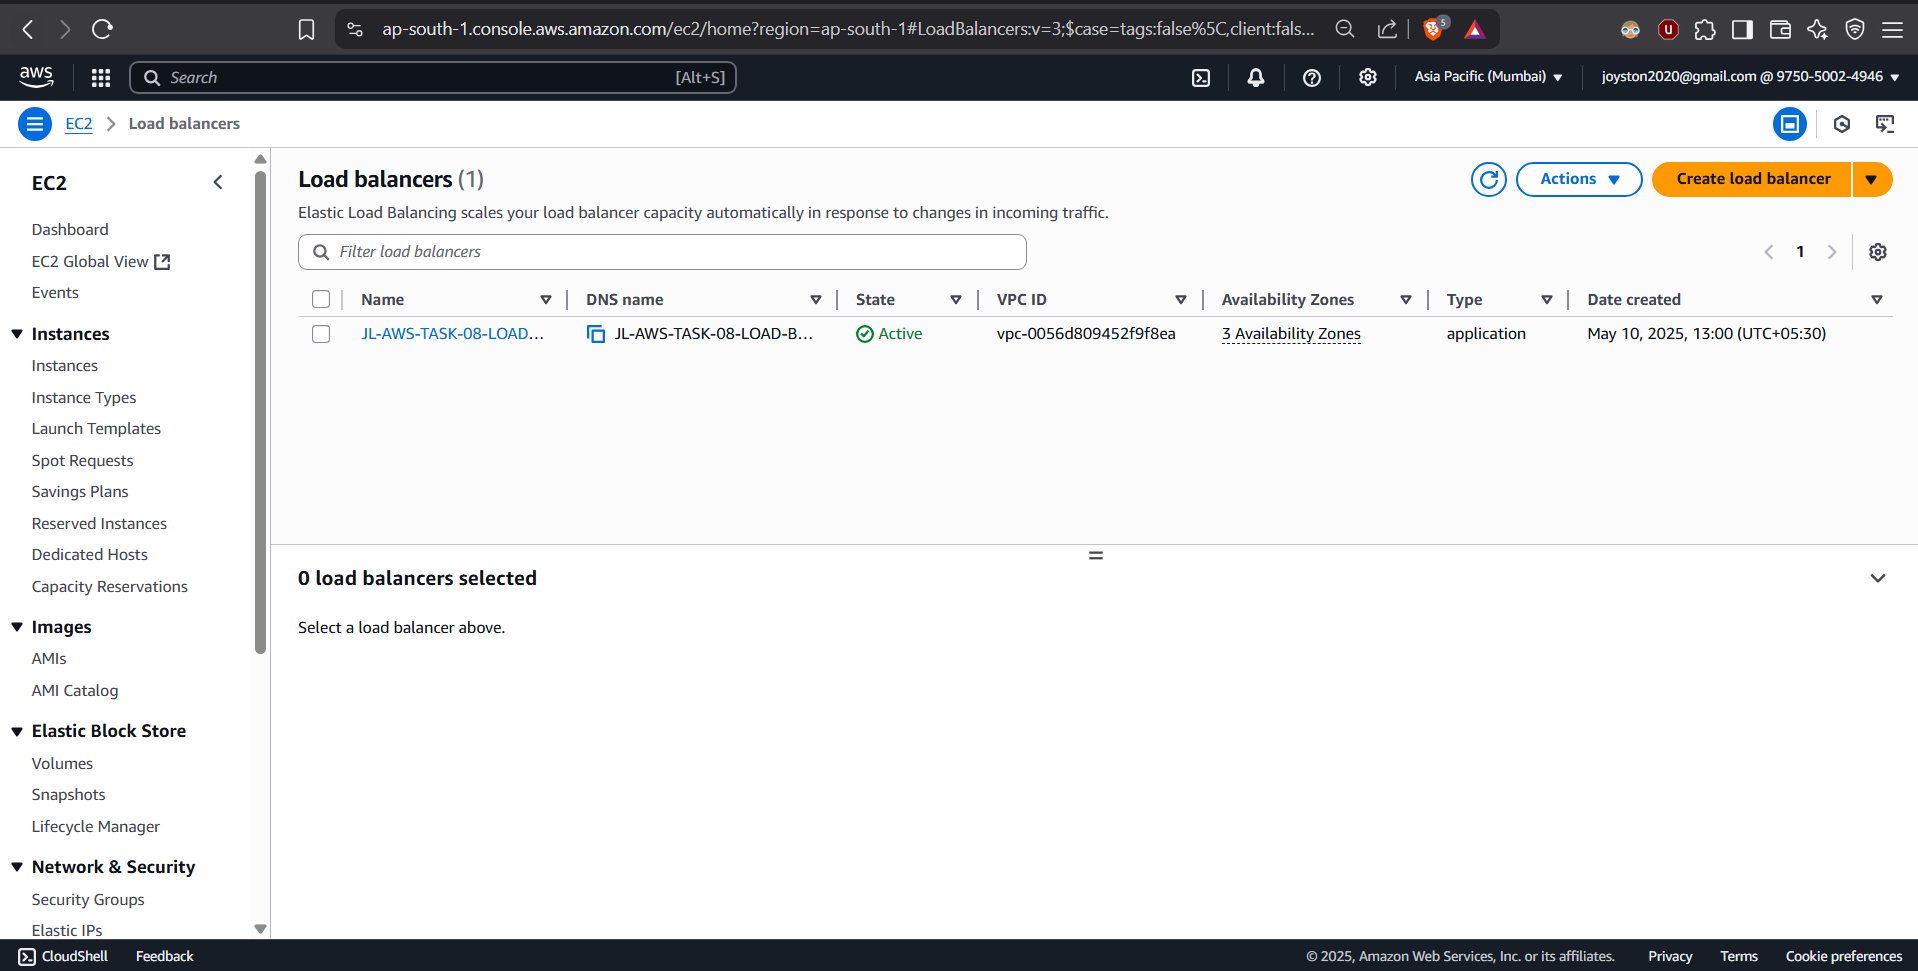 ap-south-1.console.aws.amazon.com/ec2/home?region=ap-south-1#LoadBalancers:v=3;$case=tags:false%5C,client:fals...
S
U
aws
Search
[Alt+S]
Asia Pacific (Mumbai)
joyston2020@gmail.com @ 9750-5002-4946
EC2 Load balancers
EC2
Dashboard
EC2 Global View
Events
Instances
Instances
Instance Types
Launch Templates
Spot Requests
Savings Plans
Reserved Instances
Dedicated Hosts
Capacity Reservations
Images
AMIs
AMI Catalog
Elastic Block Store
Volumes
Snapshots
Lifecycle Manager
Network & Security
Security Groups
Elastic IPs
Load balancers (1)
Actions
Create load balancer
Elastic Load Balancing scales your load balancer capacity automatically in response to changes in incoming traffic.
Filter load balancers
1
Name DNS name State VPC ID Availability Zones Type Date created
JL-AWS-TASK-08-LOAD... JL-AWS-TASK-08-LOAD-B... Active vpc-0056d809452f9f8ea 3 Availability Zones application May 10, 2025, 13:00 (UTC+05:30)
0 load balancers selected
Select a load balancer above.
CloudShell Feedback © 2025, Amazon Web Services, Inc. or its affiliates. Privacy Terms Cookie preferences